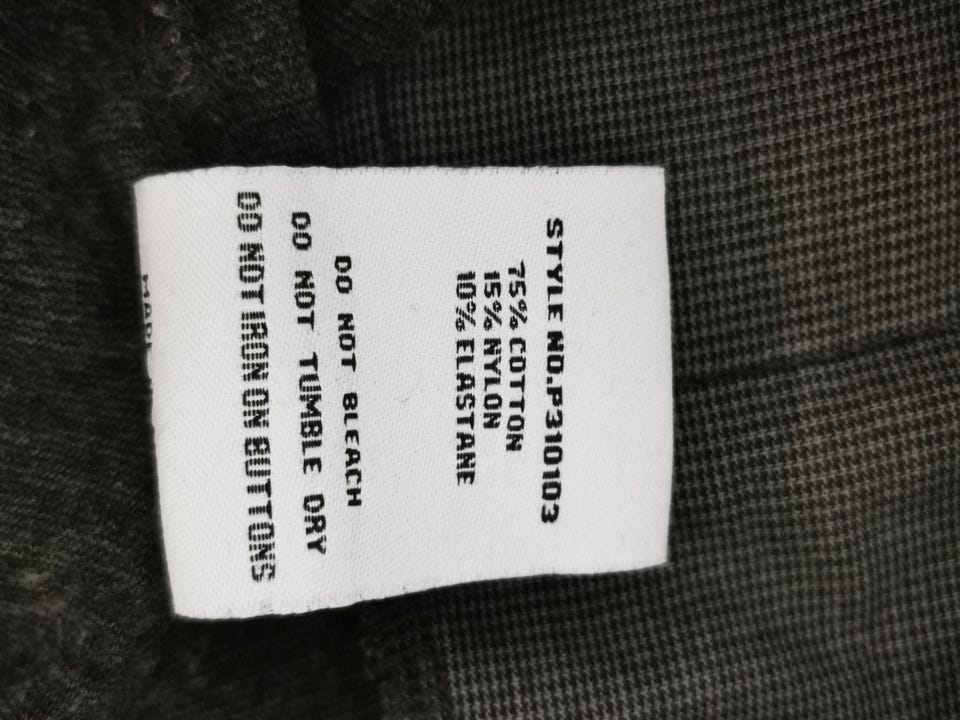 STYLE NO.P310103
75% COTTON
15% NYLON
10% ELASTANE
DO NOT BLEACH
DO NOT TUMBLE DRY
DO NOT IRON ON BUTTONS
MADE